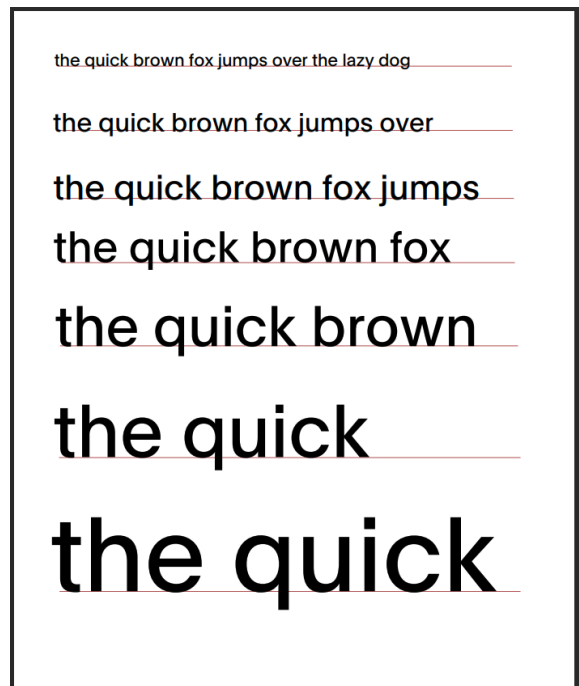 the quick brown fox jumps over the lazy dog
the quick brown fox jumps over
the quick brown fox jumps
the quick brown fox
the quick brown
the quick
the quick